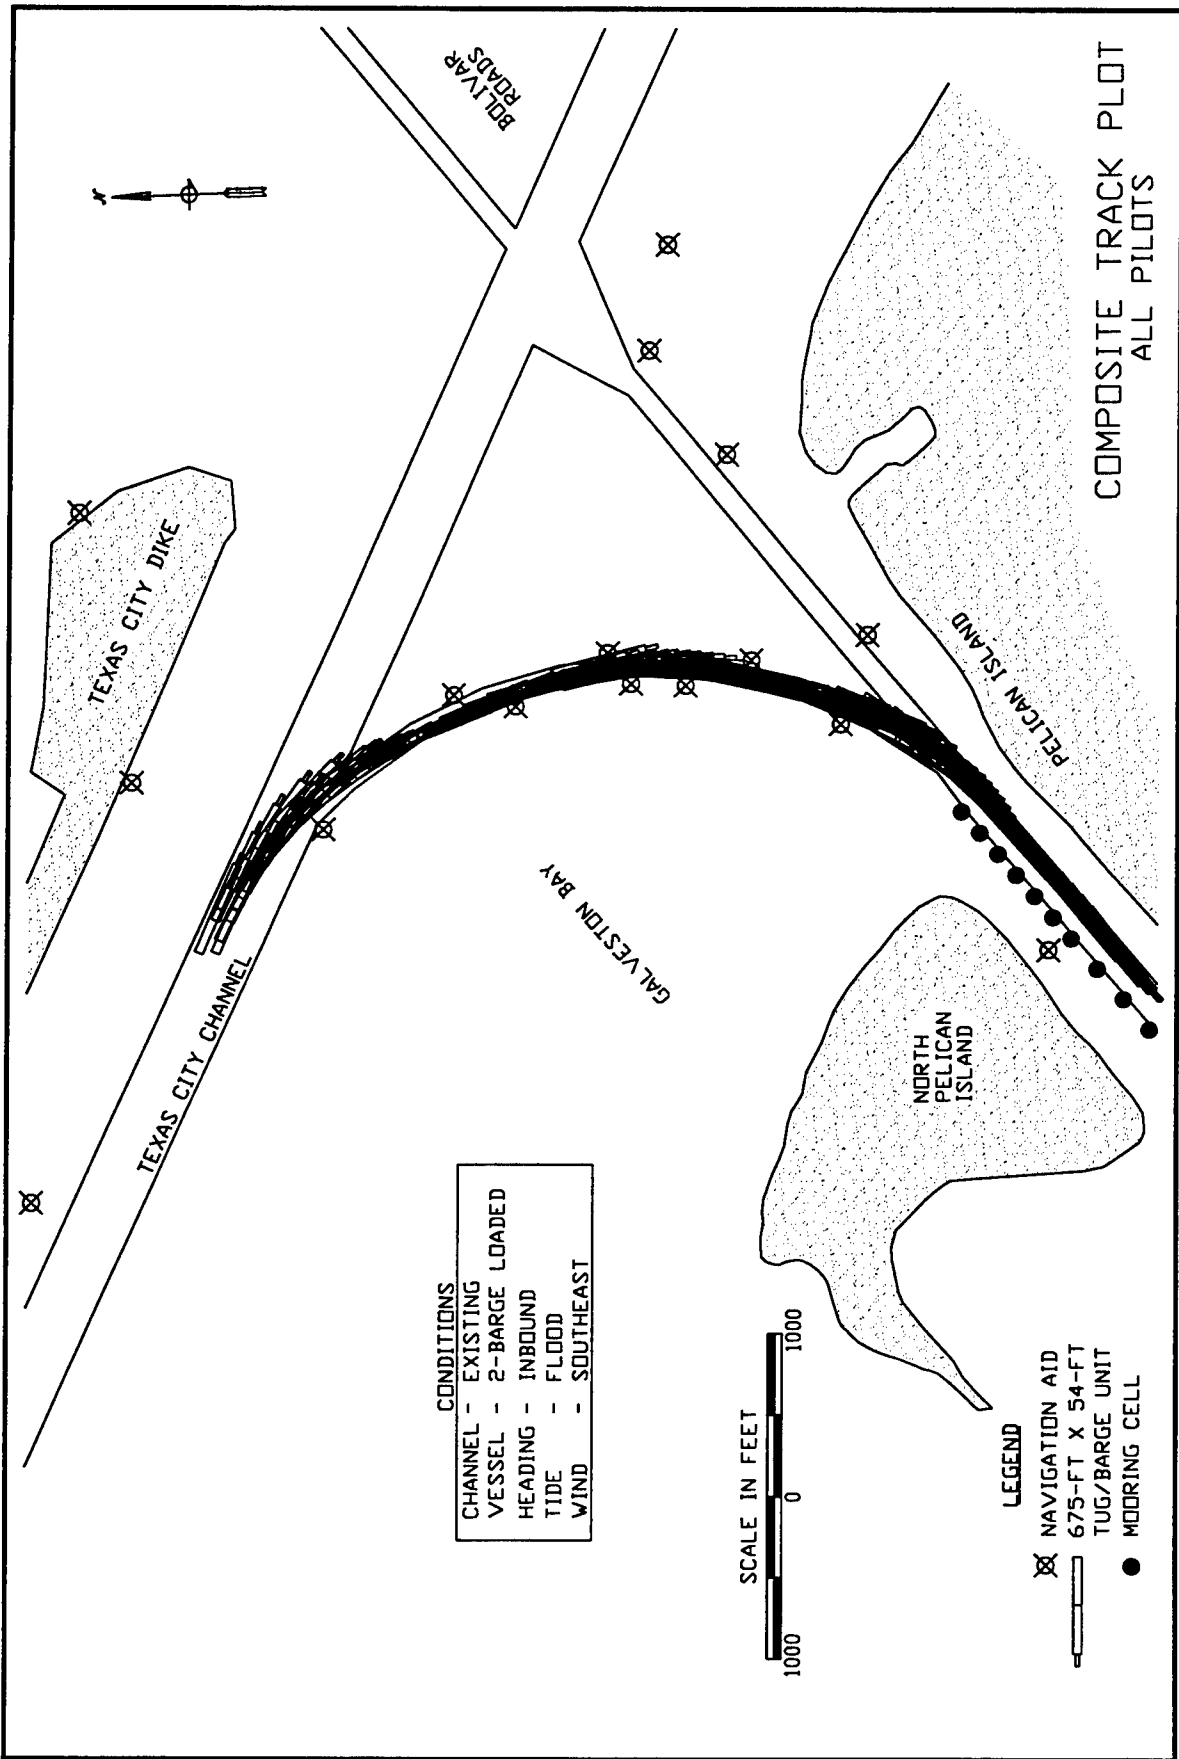 N
BOLIVAR
ROADS
TEXAS CITY DIKE
TEXAS CITY CHANNEL
GALVESTON BAY
PELICAN ISLAND
NORTH
PELICAN
ISLAND
CONDITIONS
CHANNEL - EXISTING
VESSEL - 2-BARGE LOADED
HEADING - INBOUND
TIDE - FLOOD
WIND - SOUTHEAST
SCALE IN FEET
1000 0 1000
LEGEND
NAVIGATION AID
675-FT X 54-FT
TUG/BARGE UNIT
MOORING CELL
COMPOSITE TRACK PLOT
ALL PILOTS